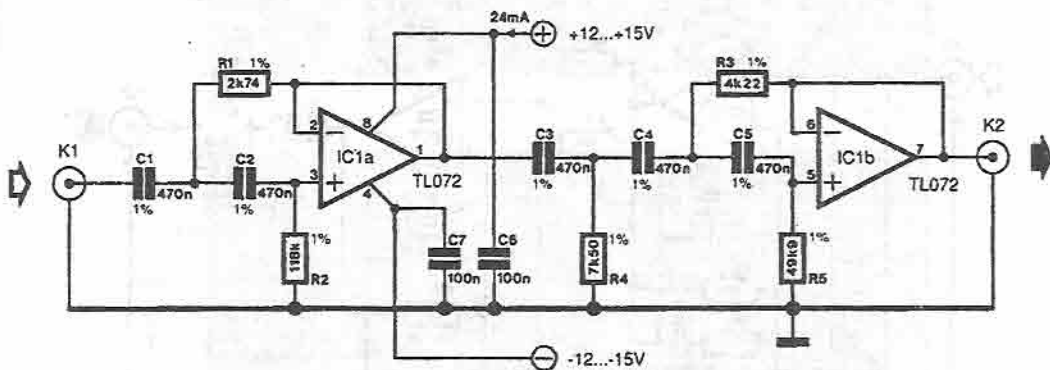 24mA
+12...+15V
R1 1%
2k74
R3 1%
4k22
2
8
IC1a
1
6
IC1b
7
K1
C1
C2
3
4
TL072
C3
C4
C5
5
TL072
K2
470n
470n
470n
470n
470n
1%
1%
1%
1%
1%
118k
1%
R2
C7
100n
C6
100n
7k50
1%
R4
49k9
1%
R5
-12...-15V